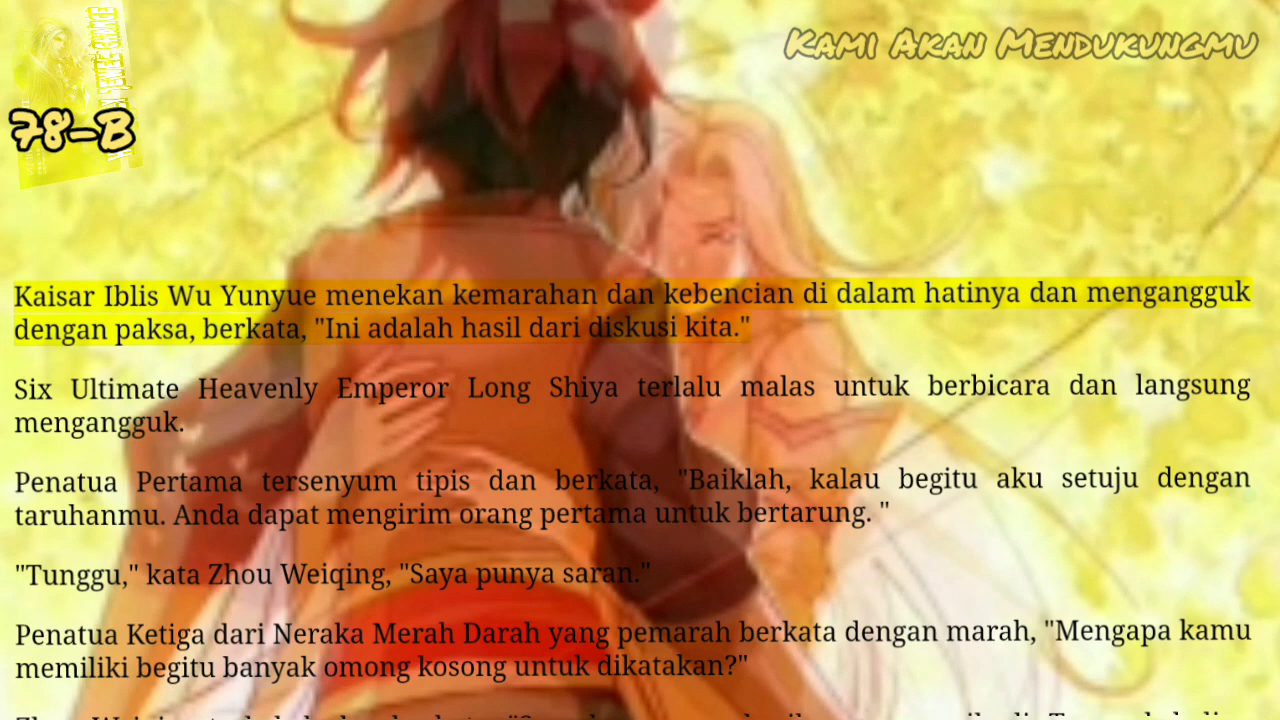 Kami Akan Mendukungmu
78-B
Kaisar Iblis Wu Yunyue menekan kemarahan dan kebencian di dalam hatinya dan mengangguk
dengan paksa, berkata, "Ini adalah hasil dari diskusi kita."
Six Ultimate Heavenly Emperor Long Shiya terlalu malas untuk berbicara dan langsung
mengangguk.
Penatua Pertama tersenyum tipis dan berkata, "Baiklah, kalau begitu aku setuju dengan
taruhanmu. Anda dapat mengirim orang pertama untuk bertarung. "
"Tunggu," kata Zhou Weiqing, "Saya punya saran."
Penatua Ketiga dari Neraka Merah Darah yang pemarah berkata dengan marah, "Mengapa kamu
memiliki begitu banyak omong kosong untuk dikatakan?"